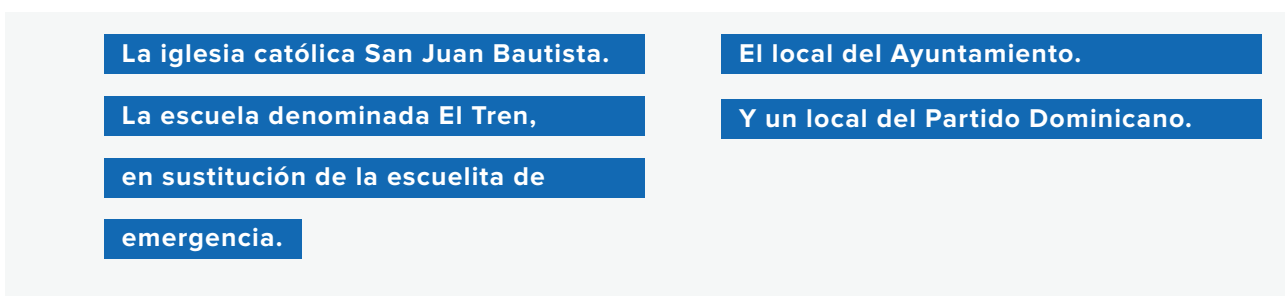 La iglesia católica San Juan Bautista.
La escuela denominada El Tren,
en sustitución de la escuelita de
emergencia.
El local del Ayuntamiento.
Y un local del Partido Dominicano.